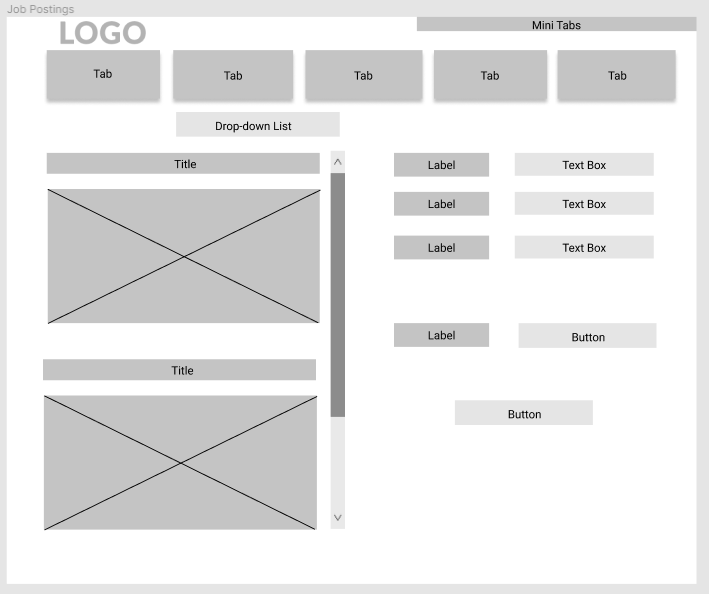 Job Postings
LOGO
Mini Tabs
Tab
Tab
Tab
Tab
Tab
Drop-down List
Title
Label
Text Box
Label
Text Box
Label
Text Box
Label
Button
Title
Button